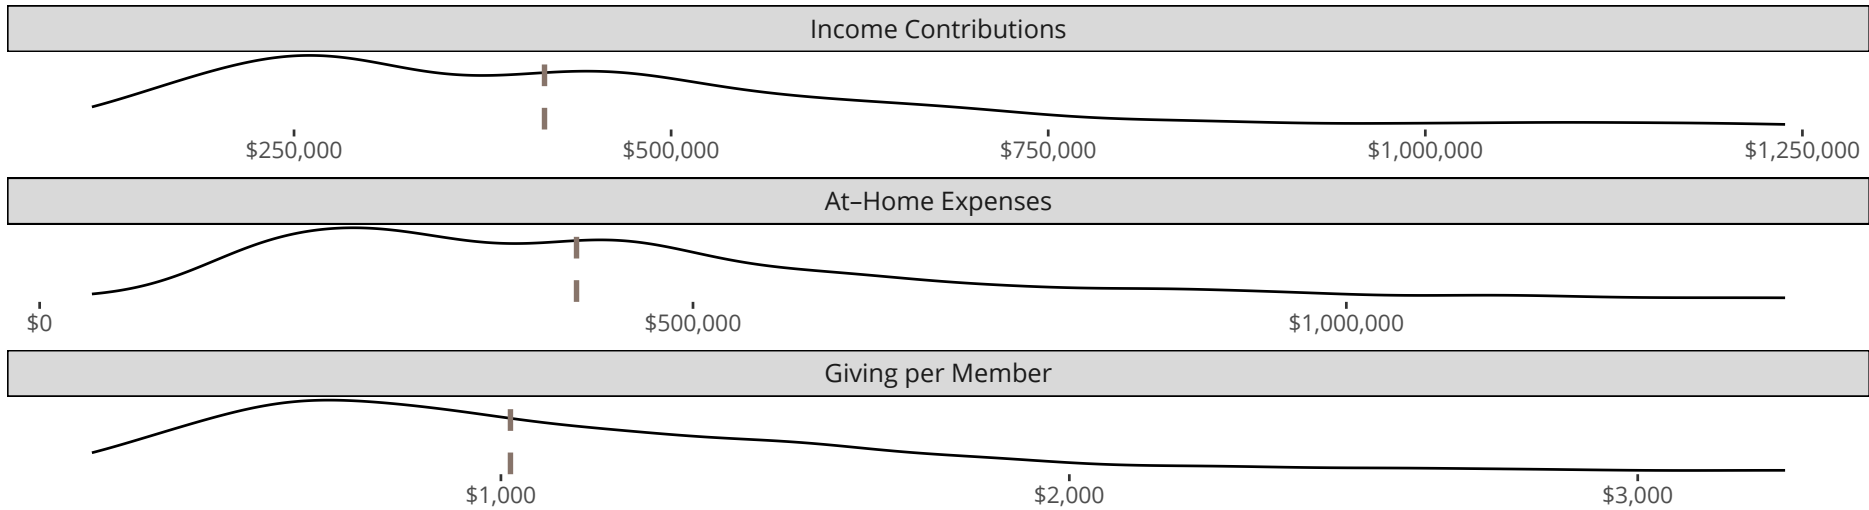 Income Contributions
$250,000 $500,000 $750,000 $1,000,000 $1,250,000
At–Home Expenses
$0 $500,000 $1,000,000
Giving per Member
$1,000 $2,000 $3,000